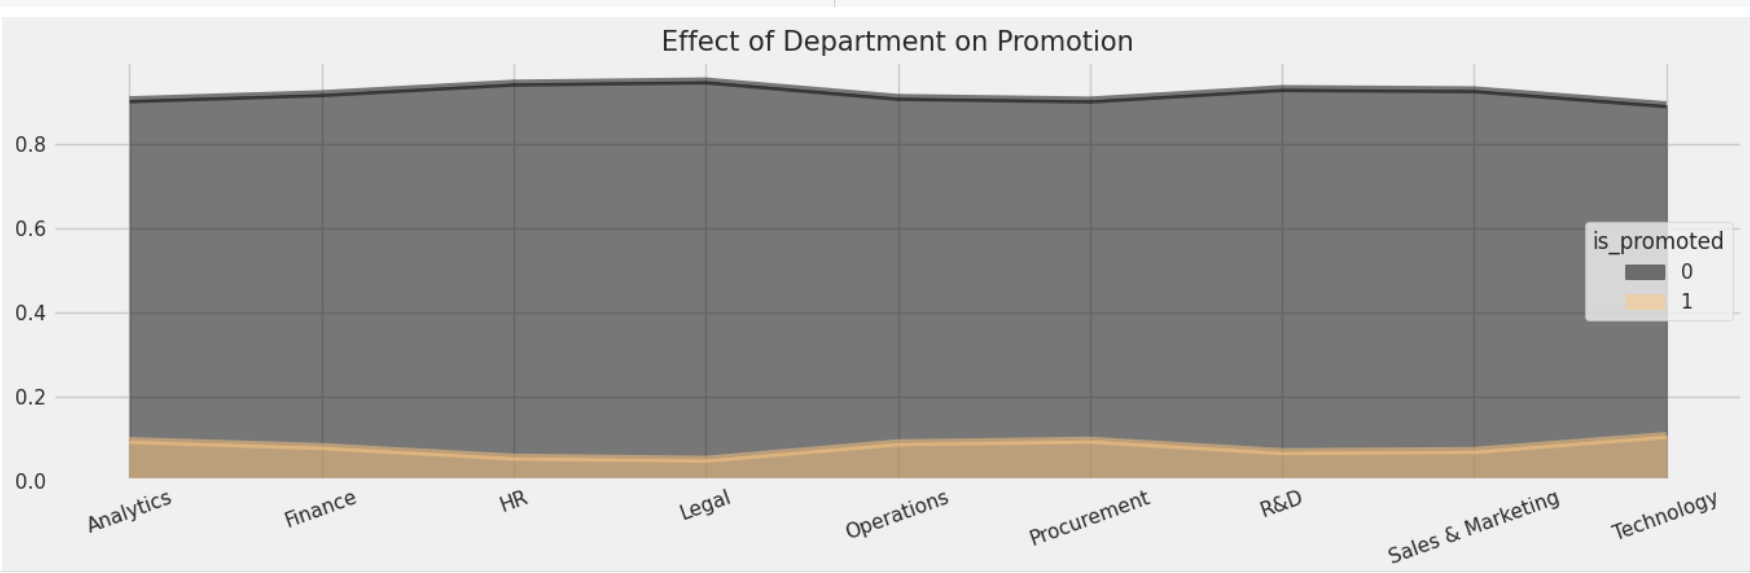 Effect of Department on Promotion
0.8
0.6
0.4
0.2
0.0
is_promoted
0
1
Analytics
Finance
HR
Legal
Operations
Procurement
R&D
Sales & Marketing
Technology